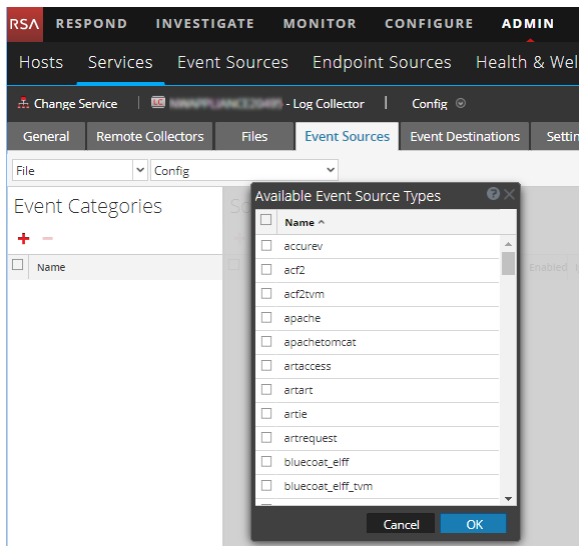 RSA RESPOND INVESTIGATE MONITOR CONFIGURE ADMIN
Hosts Services Event Sources Endpoint Sources Health & Wel
Change Service LC - Log Collector Config
General Remote Collectors Files Event Sources Event Destinations Settin
File Config
Event Categories
Name
So
Enabled
Available Event Source Types
Name
accurev
acf2
acf2tvm
apache
apachetomcat
artaccess
artart
artie
artrequest
bluecoat_elff
bluecoat_elff_tvm
Cancel OK